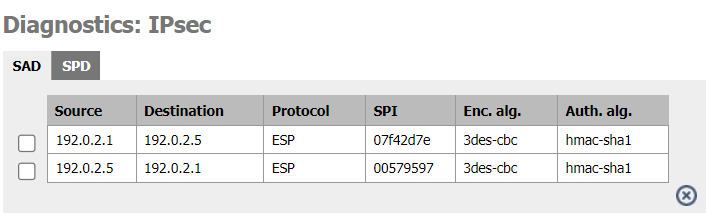 Diagnostics: IPsec
SAD SPD
Source Destination Protocol SPI Enc. alg. Auth. alg.
192.0.2.1 192.0.2.5 ESP 07f42d7e 3des-cbc hmac-sha1
192.0.2.5 192.0.2.1 ESP 00579597 3des-cbc hmac-sha1